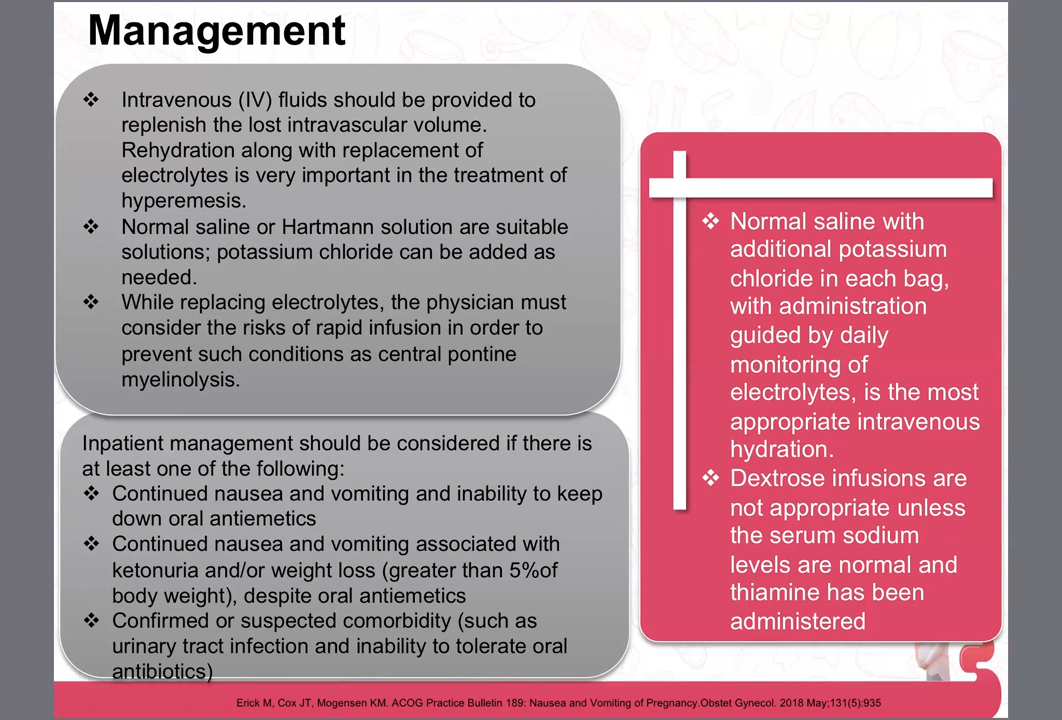 Management
❖ Intravenous (IV) fluids should be provided to
replenish the lost intravascular volume.
Rehydration along with replacement of
electrolytes is very important in the treatment of
hyperemesis.
❖ Normal saline or Hartmann solution are suitable
solutions; potassium chloride can be added as
needed.
❖ While replacing electrolytes, the physician must
consider the risks of rapid infusion in order to
prevent such conditions as central pontine
myelinolysis.
Inpatient management should be considered if there is
at least one of the following:
❖ Continued nausea and vomiting and inability to keep
down oral antiemetics
❖ Continued nausea and vomiting associated with
ketonuria and/or weight loss (greater than 5%of
body weight), despite oral antiemetics
❖ Confirmed or suspected comorbidity (such as
urinary tract infection and inability to tolerate oral
antibiotics)
❖ Normal saline with
additional potassium
chloride in each bag,
with administration
guided by daily
monitoring of
electrolytes, is the most
appropriate intravenous
hydration.
❖ Dextrose infusions are
not appropriate unless
the serum sodium
levels are normal and
thiamine has been
administered
Erick M, Cox JT, Mogensen KM. ACOG Practice Bulletin 189: Nausea and Vomiting of Pregnancy.Obstet Gynecol. 2018 May;131(5):935